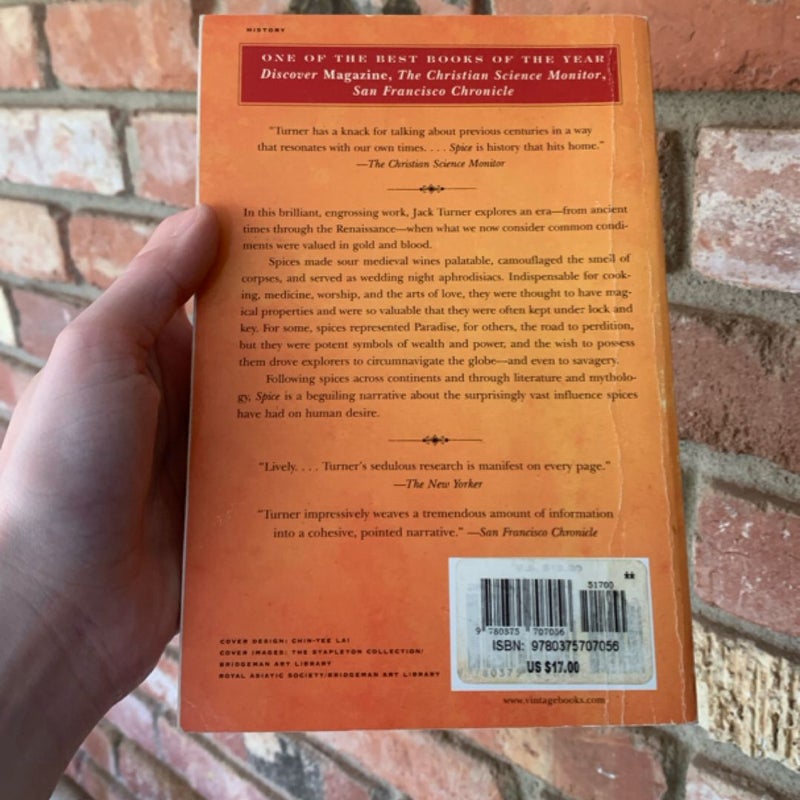 HISTORY
ONE OF THE BEST BOOKS OF THE YEAR
Discover Magazine, The Christian Science Monitor,
San Francisco Chronicle
"Turner has a knack for talking about previous centuries in a way
that resonates with our own times. . . . Spice is history that hits home."
—The Christian Science Monitor
In this brilliant, engrossing work, Jack Turner explores an era—from ancient
times through the Renaissance—when what we now consider common condi-
ments were valued in gold and blood.
Spices made sour medieval wines palatable, camouflaged the smell of
corpses, and served as wedding night aphrodisiacs. Indispensable for cook-
ing, medicine, worship, and the arts of love, they were thought to have mag-
ical properties and were so valuable that they were often kept under lock and
key. For some, spices represented Paradise, for others, the road to perdition,
but they were potent symbols of wealth and power, and the wish to possess
them drove explorers to circumnavigate the globe—and even to savagery.
Following spices across continents and through literature and mytholo-
gy, Spice is a beguiling narrative about the surprisingly vast influence spices
have had on human desire.
"Lively. . . . Turner's sedulous research is manifest on every page."
—The New Yorker
"Turner impressively weaves a tremendous amount of information
into a cohesive, pointed narrative." —San Francisco Chronicle
COVER DESIGN: CHIN-YEE LAI
COVER IMAGES: THE STAPLETON COLLECTION/
BRIDGEMAN ART LIBRARY
ROYAL ASIATIC SOCIETY/BRIDGEMAN ART LIBRARY
51700 **
9 780375 707056
ISBN: 9780375707056
US $17.00
www.vintagebooks.com